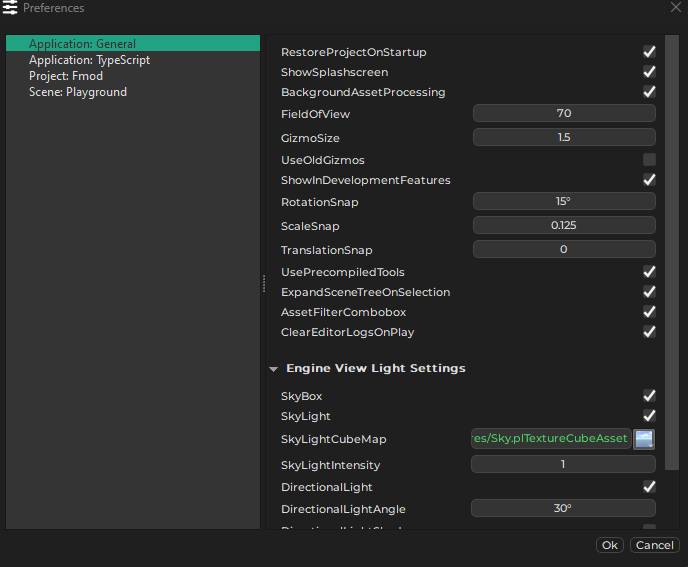 Preferences
Application: General
Application: TypeScript
Project: Fmod
Scene: Playground
RestoreProjectOnStartup
ShowSplashscreen
BackgroundAssetProcessing
FieldOfView 70
GizmoSize 1.5
UseOldGizmos
ShowInDevelopmentFeatures
RotationSnap 15°
ScaleSnap 0.125
TranslationSnap 0
UsePrecompiledTools
ExpandSceneTreeOnSelection
AssetFilterCombobox
ClearEditorLogsOnPlay
Engine View Light Settings
SkyBox
SkyLight
SkyLightCubeMap res/Sky.plTextureCubeAsset
SkyLightIntensity 1
DirectionalLight
DirectionalLightAngle 30°
Ok Cancel